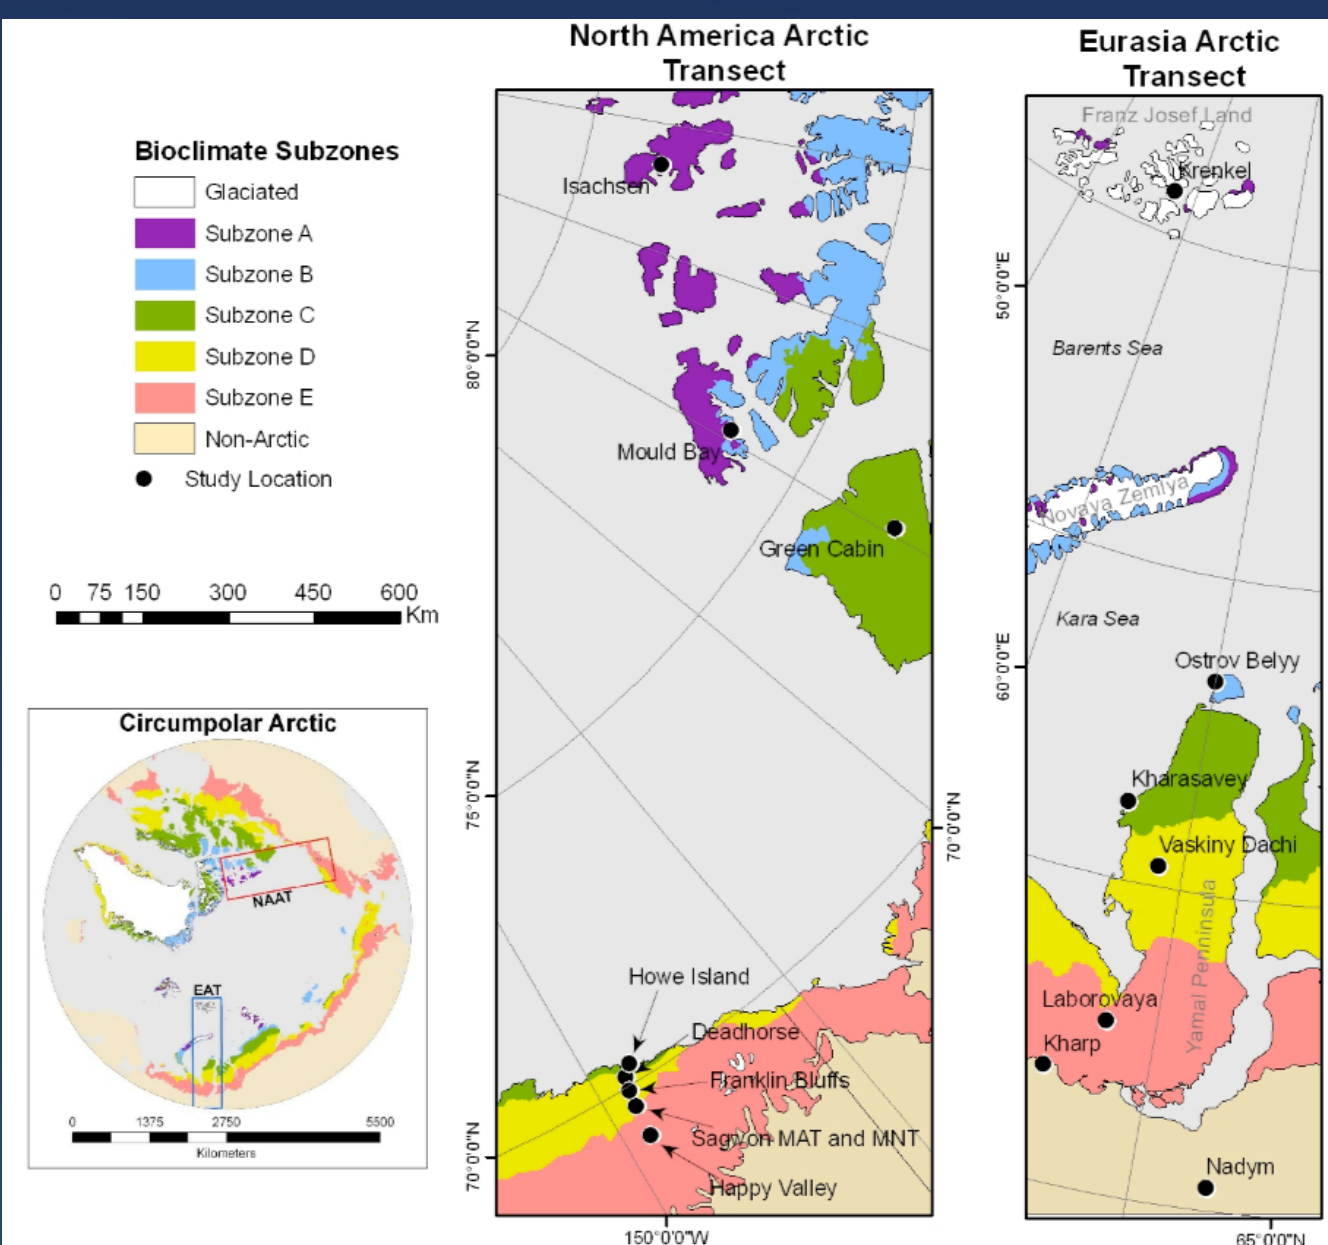 North America Arctic
Transect
Eurasia Arctic
Transect
Bioclimate Subzones
Glaciated
Subzone A
Subzone B
Subzone C
Subzone D
Subzone E
Non-Arctic
Study Location
0 75 150 300 450 600
Km
Circumpolar Arctic
NAAT
EAT
0 1375 2750 5500
Kilometers
Isachsen
80°0'0"N
Mould Bay
Green Cabin
75°0'0"N
70°0'0"N
Howe Island
Deadhorse
Franklin Bluffs
Sagwon MAT and MNT
Happy Valley
70°0'0"N
150°0'0"W
Franz Josef Land
Krenkel
50°0'0"E
Barents Sea
Novaya Zemlya
Kara Sea
60°0'0"E
Ostrov Belyy
Kharasavey
Vaskiny Dachi
Yamal Penninsula
Laborovaya
Kharp
Nadym
65°0'0"N